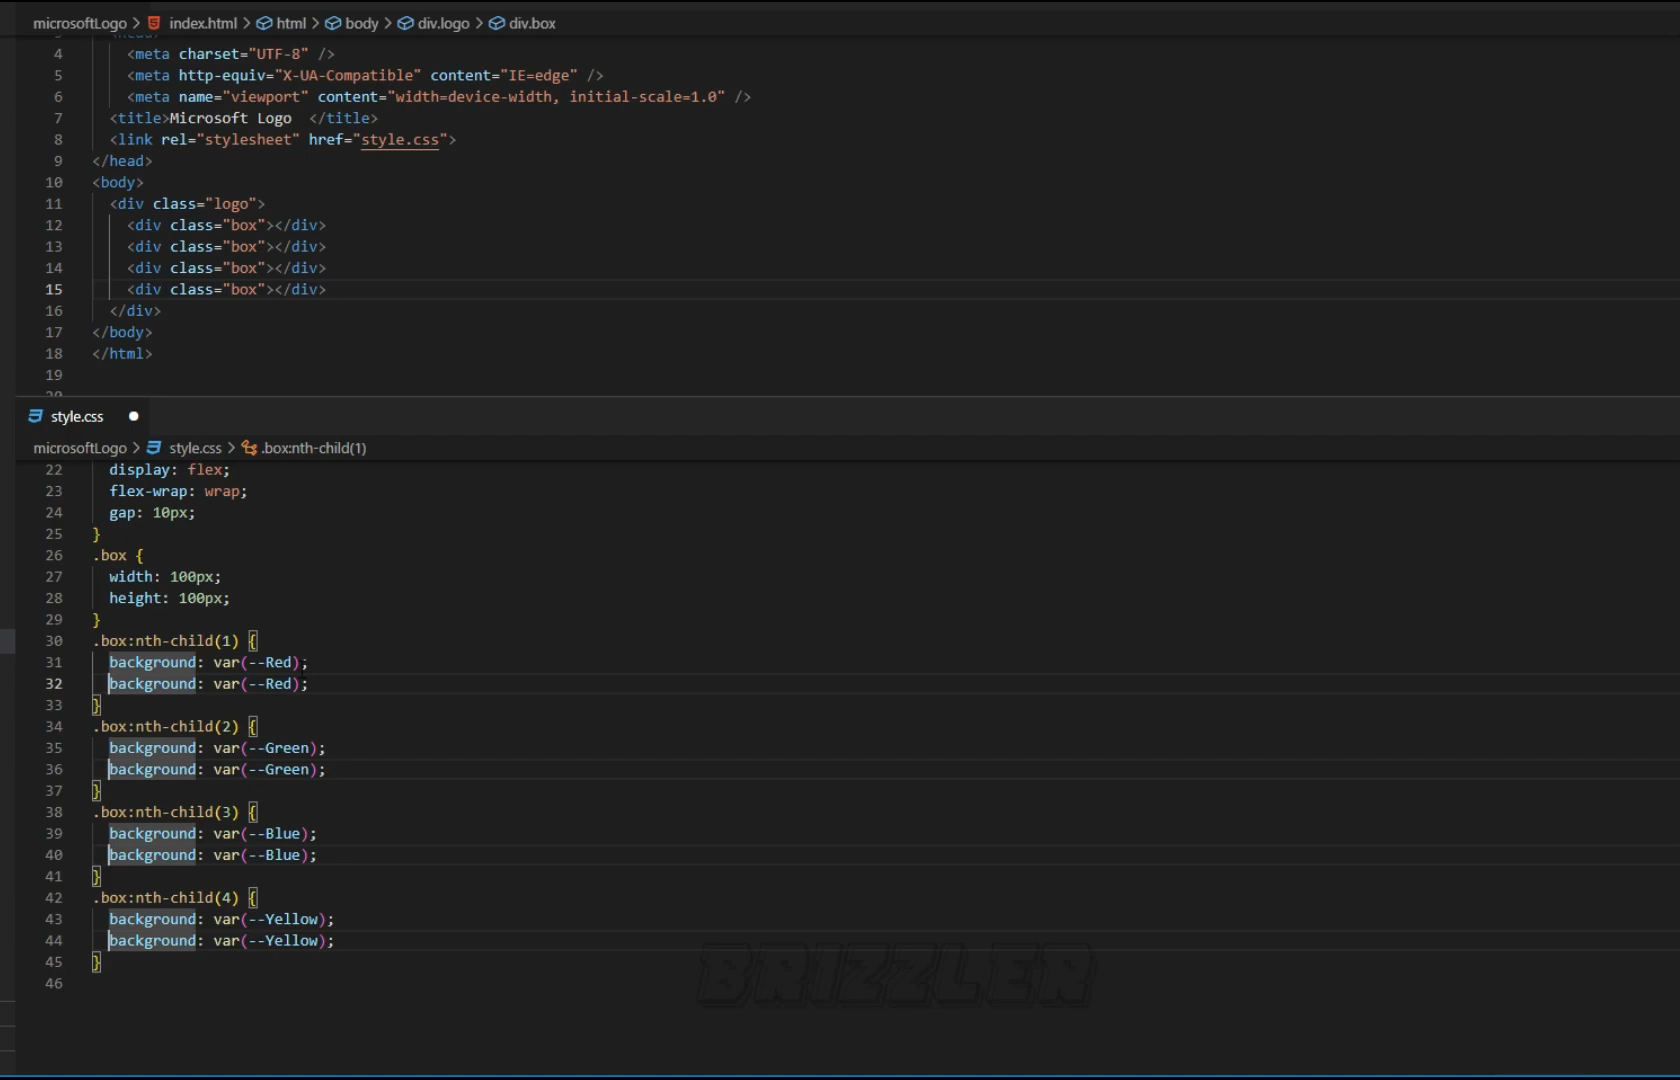 microsoftLogo > index.html > html > body > div.logo > div.box
3 <head>
4 <meta charset="UTF-8" />
5 <meta http-equiv="X-UA-Compatible" content="IE=edge" />
6 <meta name="viewport" content="width=device-width, initial-scale=1.0" />
7 <title>Microsoft Logo  </title>
8 <link rel="stylesheet" href="style.css">
9 </head>
10 <body>
11 <div class="logo">
12 <div class="box"></div>
13 <div class="box"></div>
14 <div class="box"></div>
15 <div class="box"></div>
16 </div>
17 </body>
18 </html>
19
20
style.css
microsoftLogo > style.css > .box:nth-child(1)
22 display: flex;
23 flex-wrap: wrap;
24 gap: 10px;
25 }
26 .box {
27 width: 100px;
28 height: 100px;
29 }
30 .box:nth-child(1) {
31 background: var(--Red);
32 background: var(--Red);
33 }
34 .box:nth-child(2) {
35 background: var(--Green);
36 background: var(--Green);
37 }
38 .box:nth-child(3) {
39 background: var(--Blue);
40 background: var(--Blue);
41 }
42 .box:nth-child(4) {
43 background: var(--Yellow);
44 background: var(--Yellow);
45 }
46
BRIZZLER